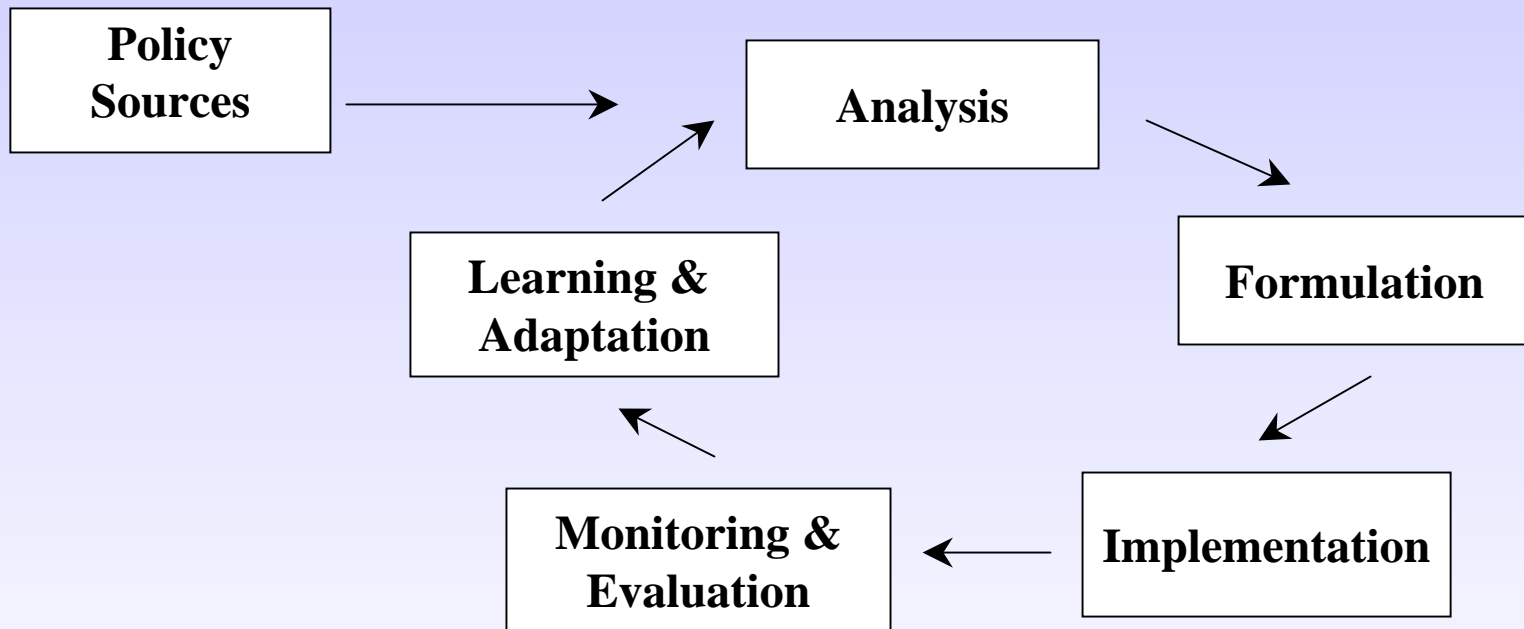 Policy
Sources
Analysis
Formulation
Implementation
Monitoring &
Evaluation
Learning &
Adaptation